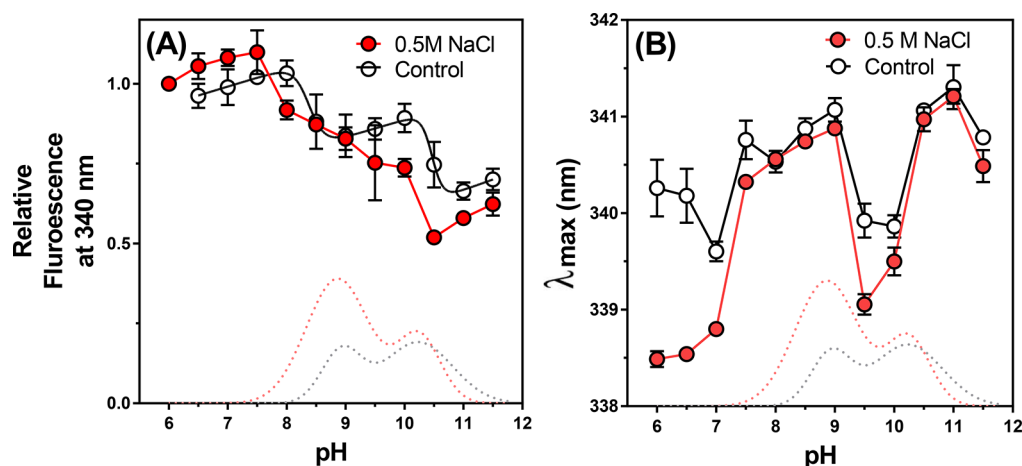 (A)
0.5M NaCl
Control
Relative
Fluroescence
at 340 nm
1.0
0.5
0.0
6 7 8 9 10 11 12
pH
(B)
0.5 M NaCl
Control
λmax (nm)
342
341
340
339
338
6 7 8 9 10 11 12
pH